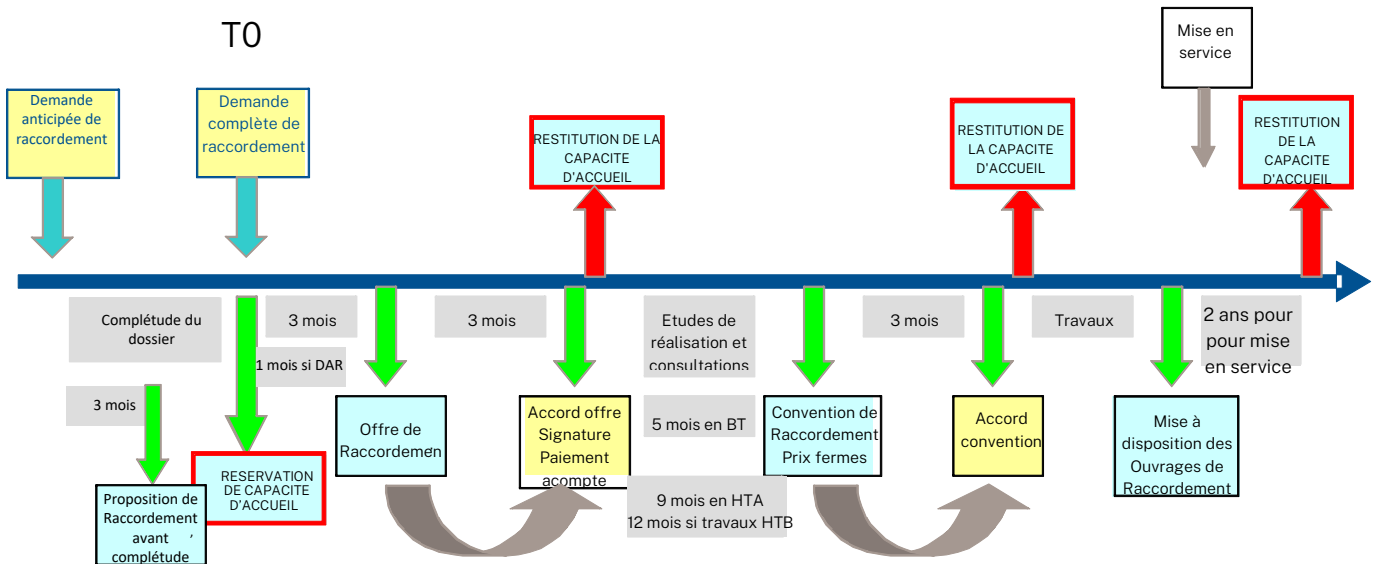 T0
Mise en
service
Demande
anticipée de
raccordement
Demande
complète de
raccordement
RESTITUTION DE LA
CAPACITE
D'ACCUEIL
RESTITUTION DE
LA CAPACITE
D'ACCUEIL
RESTITUTION
DE LA
CAPACITE
D'ACCUEIL
Complétude du
dossier
3 mois
1 mois si DAR
3 mois
Etudes de
réalisation et
consultations
3 mois
Travaux
2 ans pour
pour mise
en service
3 mois
Offre de
Raccordemen
Accord offre
Signature
Paiement
acompte
5 mois en BT
Convention de
Raccordement
Prix fermes
Accord
convention
Mise à
disposition des
Ouvrages de
Raccordement
RESERVATION
DE CAPACITE
D'ACCUEIL
Proposition de
Raccordement
avant
complétude
9 mois en HTA
12 mois si travaux HTB